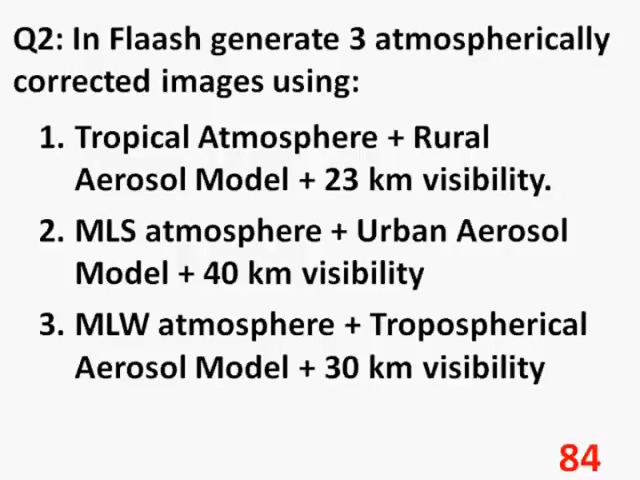 Q2: In Flaash generate 3 atmospherically
corrected images using:
1. Tropical Atmosphere + Rural
Aerosol Model + 23 km visibility.
2. MLS atmosphere + Urban Aerosol
Model + 40 km visibility
3. MLW atmosphere + Tropospherical
Aerosol Model + 30 km visibility
84